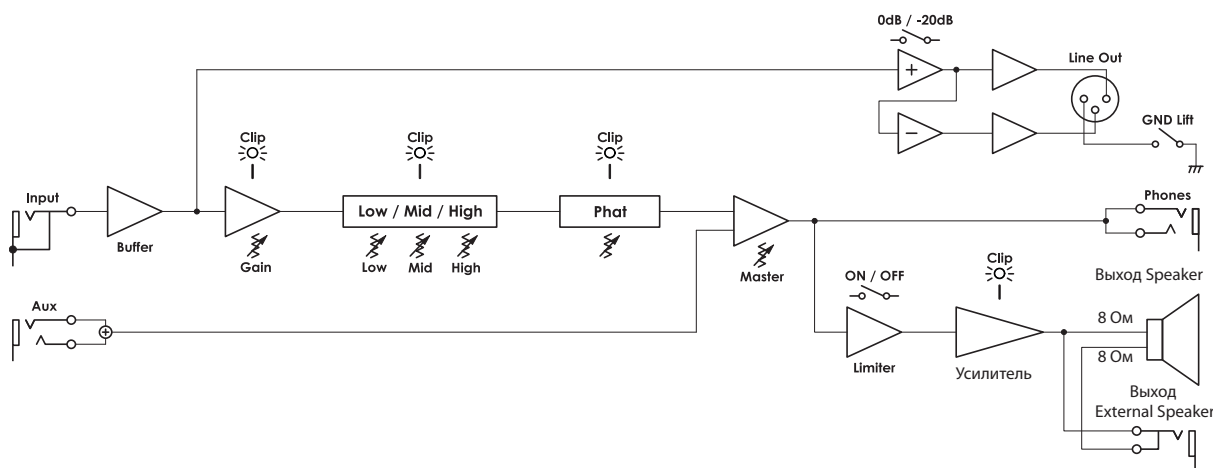 0dB / -20dB
+
Line Out
−
GND Lift
Clip
Clip
Clip
Input
Buffer
Gain
Low / Mid / High
Low
Mid
High
Phat
Master
Phones
Выход Speaker
Aux
+
ON / OFF
Limiter
Clip
Усилитель
8 Ом
8 Ом
Выход
External Speaker